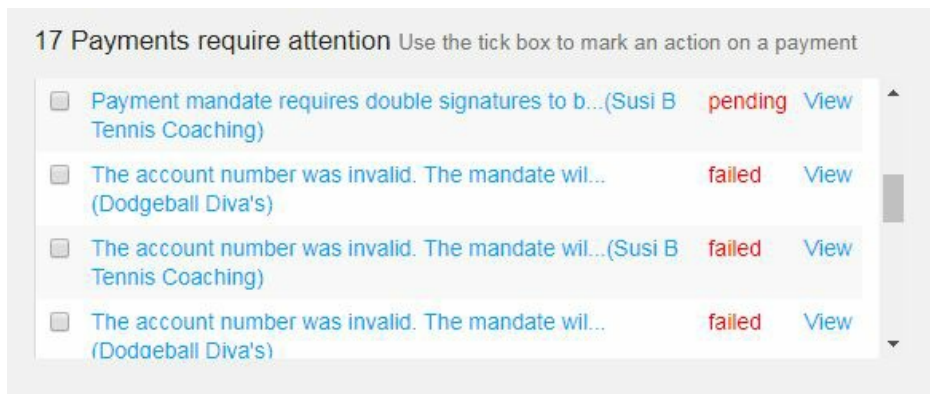 17 Payments require attention Use the tick box to mark an action on a payment
Payment mandate requires double signatures to b...(Susi B pending View
Tennis Coaching)
The account number was invalid. The mandate wil... failed View
(Dodgeball Diva's)
The account number was invalid. The mandate wil...(Susi B failed View
Tennis Coaching)
The account number was invalid. The mandate wil... failed View
(Dodgeball Diva's)